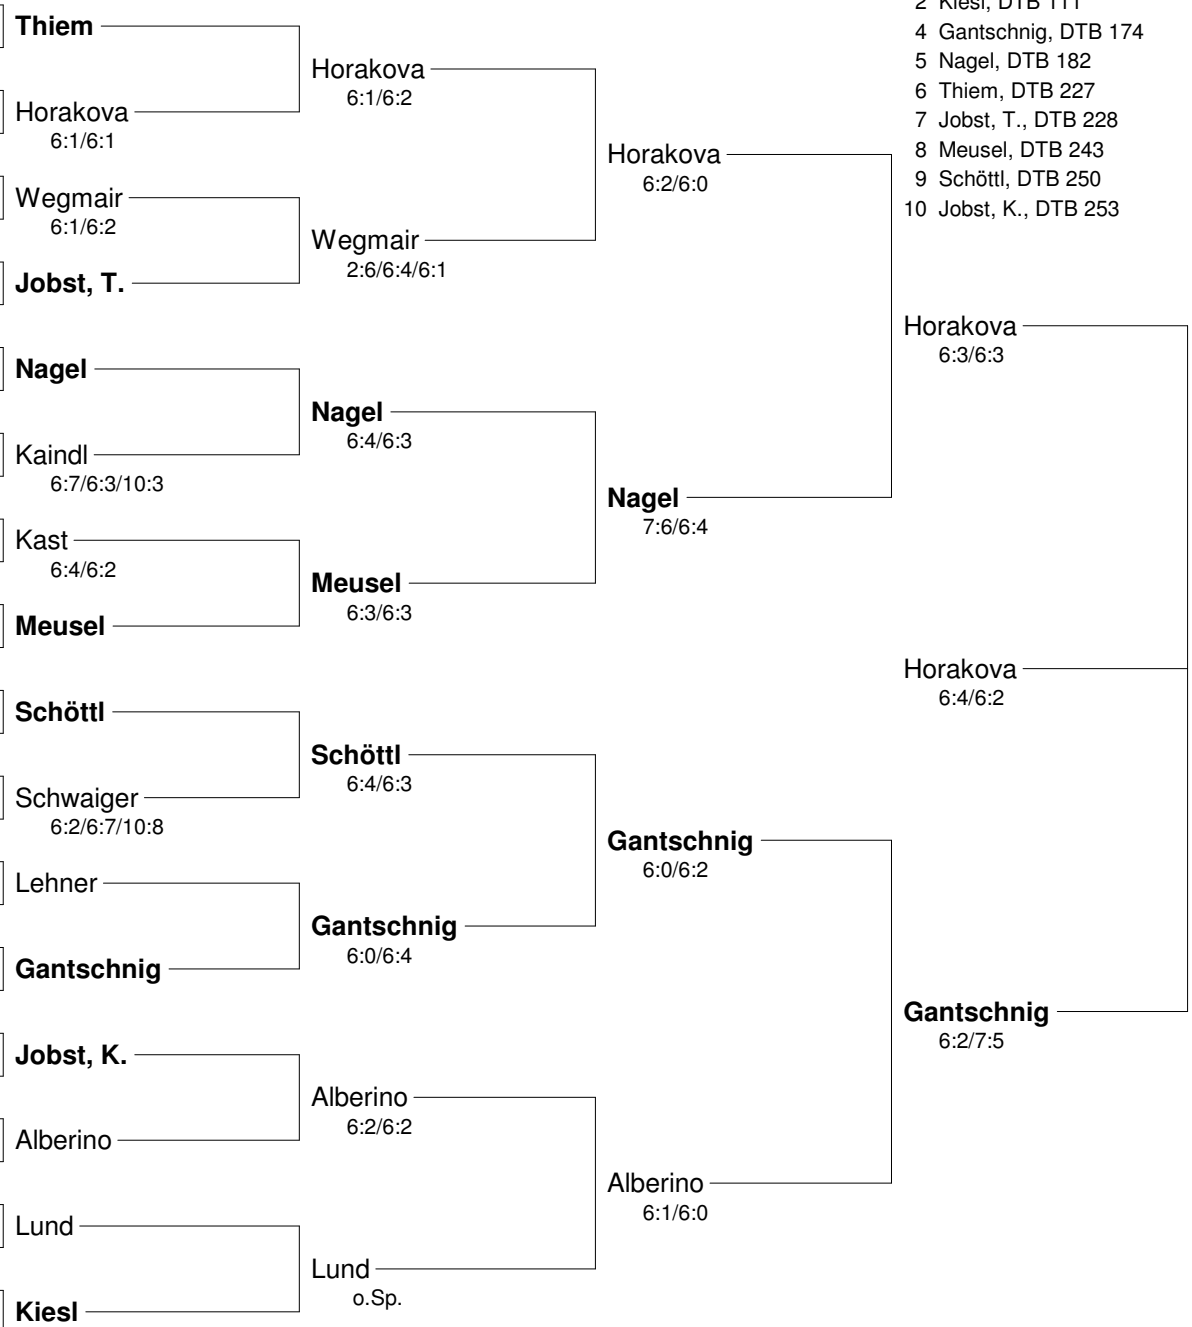 Thiem
Horakova
6:1/6:1
Wegmair
6:1/6:2
Jobst, T.
Nagel
Kaindl
6:7/6:3/10:3
Kast
6:4/6:2
Meusel
Schöttl
Schwaiger
6:2/6:7/10:8
Lehner
Gantschnig
Jobst, K.
Alberino
Lund
Kiesl
Horakova
6:1/6:2
Wegmair
2:6/6:4/6:1
Nagel
6:4/6:3
Meusel
6:3/6:3
Schöttl
6:4/6:3
Gantschnig
6:0/6:4
Alberino
6:2/6:2
Lund
o.Sp.
Horakova
6:2/6:0
Nagel
7:6/6:4
Gantschnig
6:0/6:2
Alberino
6:1/6:0
2 Kiesl, DTB 111
4 Gantschnig, DTB 174
5 Nagel, DTB 182
6 Thiem, DTB 227
7 Jobst, T., DTB 228
8 Meusel, DTB 243
9 Schöttl, DTB 250
10 Jobst, K., DTB 253
Horakova
6:3/6:3
Horakova
6:4/6:2
Gantschnig
6:2/7:5